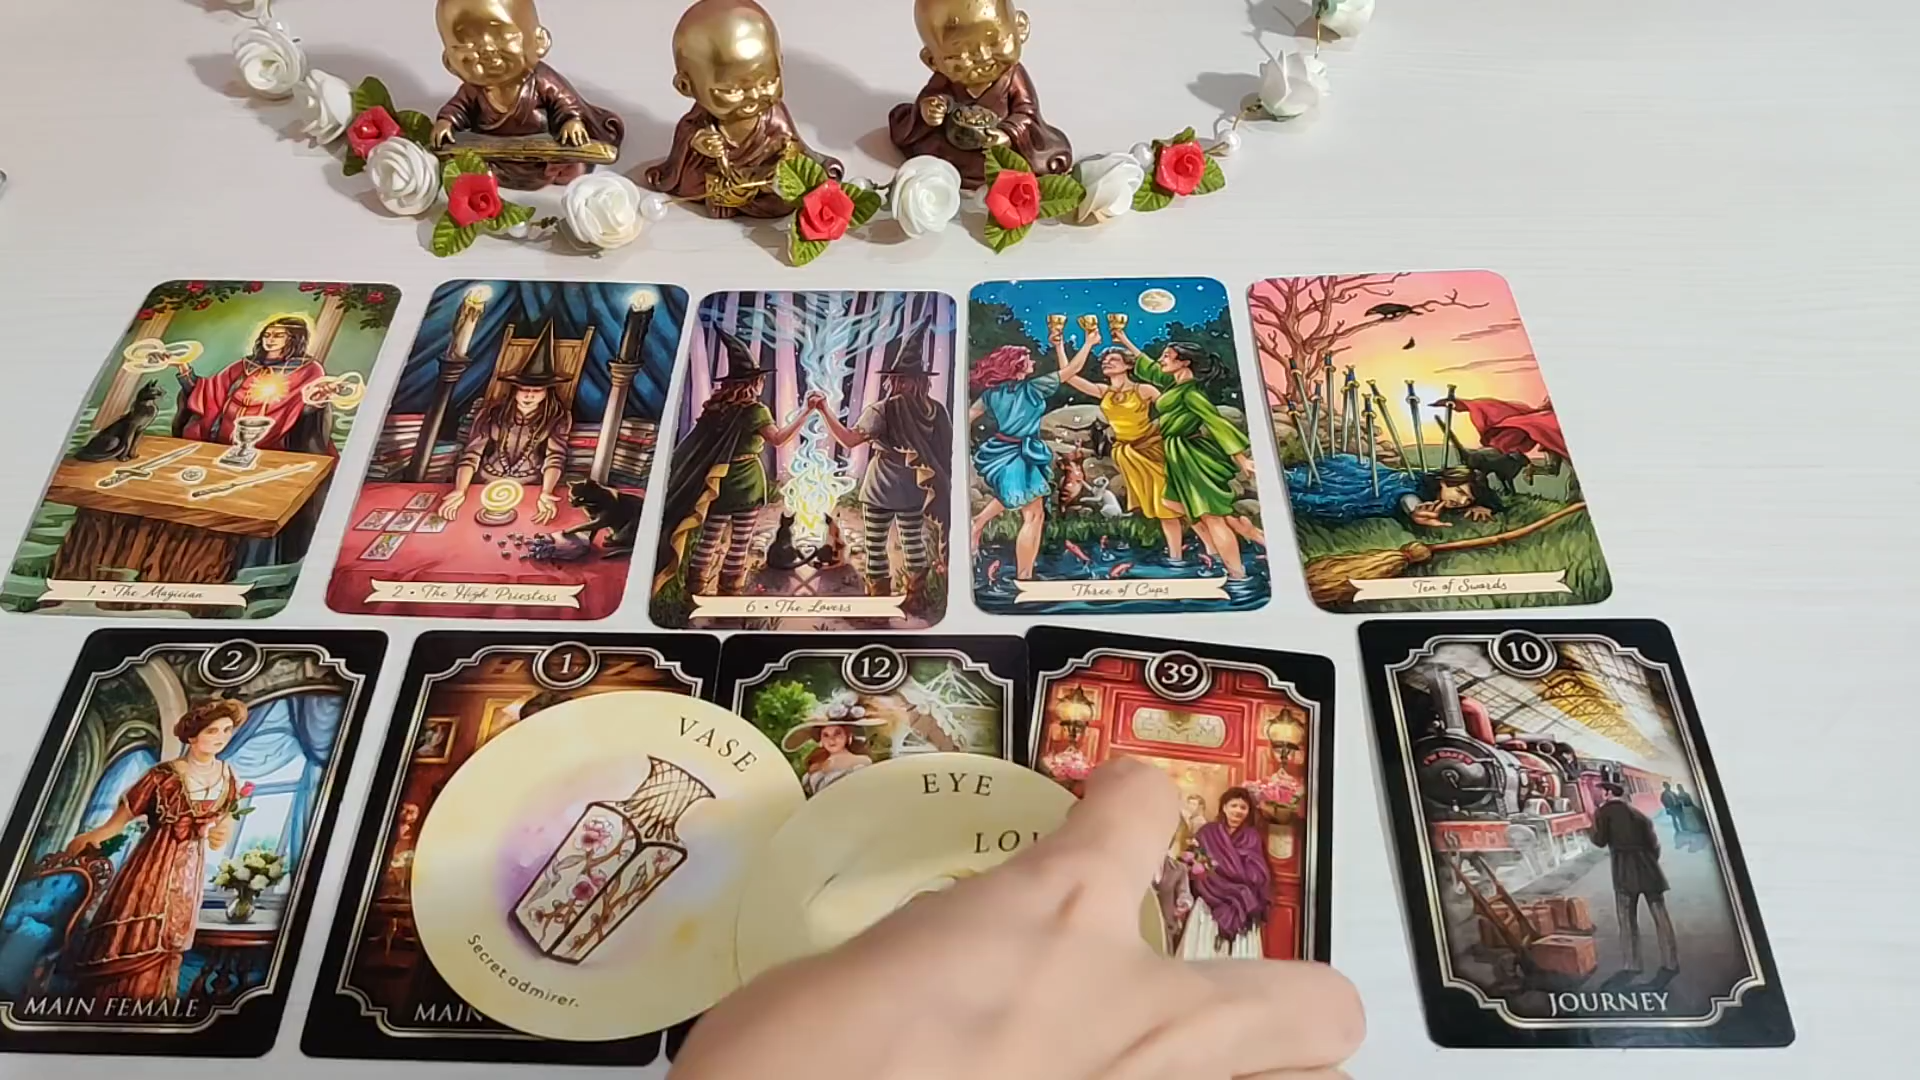 1 • The Magician
2 • The High Priestess
6 • The Lovers
Three of Cups
Ten of Swords
2
MAIN FEMALE
1
MAIN
VASE
Secret admirer.
12
EYE
39
10
JOURNEY